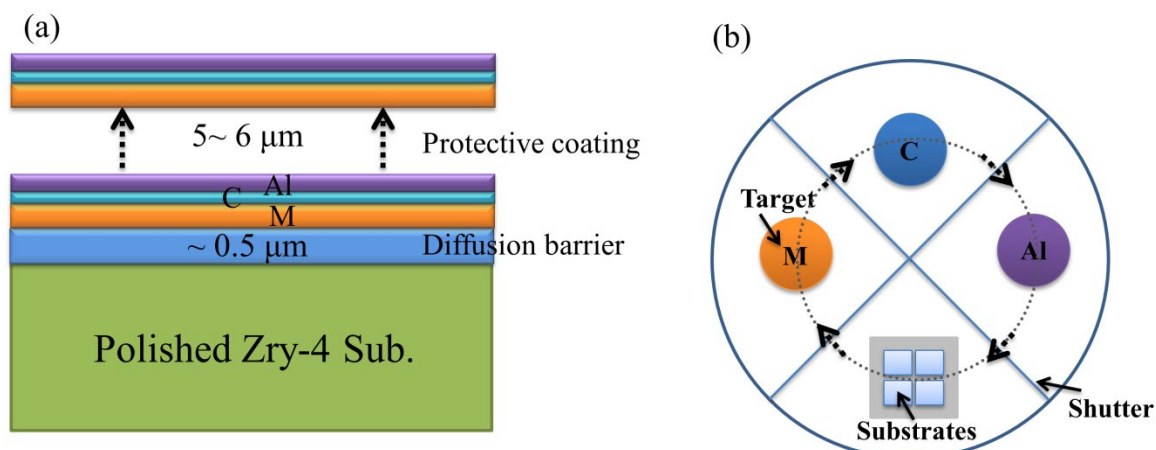 (a)
5~ 6 μm
Protective coating
Al
C
M
~ 0.5 μm
Diffusion barrier
Polished Zry-4 Sub.
(b)
C
Target
M
Al
Shutter
Substrates